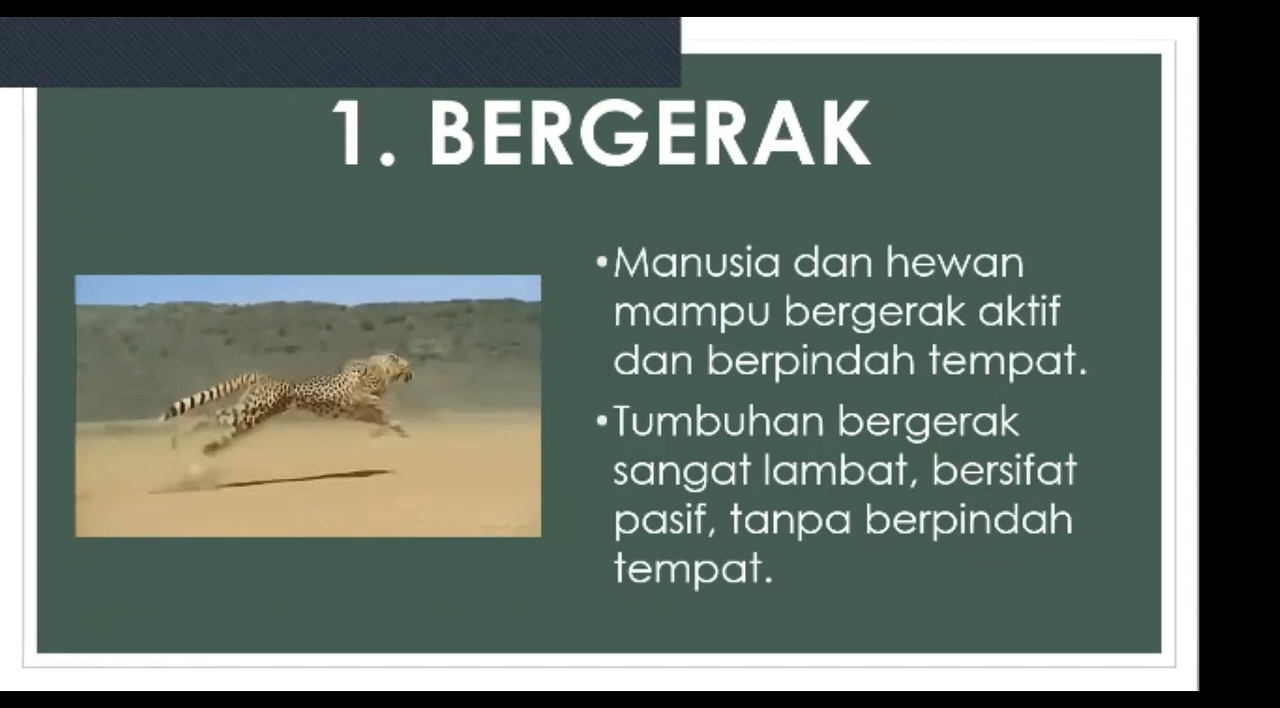 1. BERGERAK
•Manusia dan hewan
mampu bergerak aktif
dan berpindah tempat.
•Tumbuhan bergerak
sangat lambat, bersifat
pasif, tanpa berpindah
tempat.